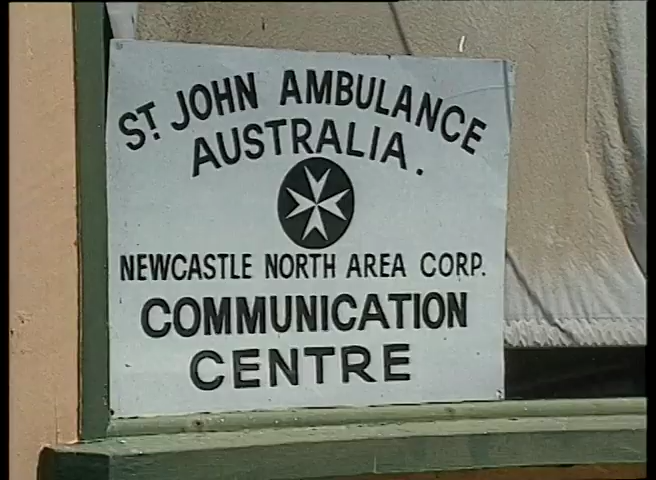 ST. JOHN AMBULANCE
AUSTRALIA.
NEWCASTLE NORTH AREA CORP.
COMMUNICATION
CENTRE